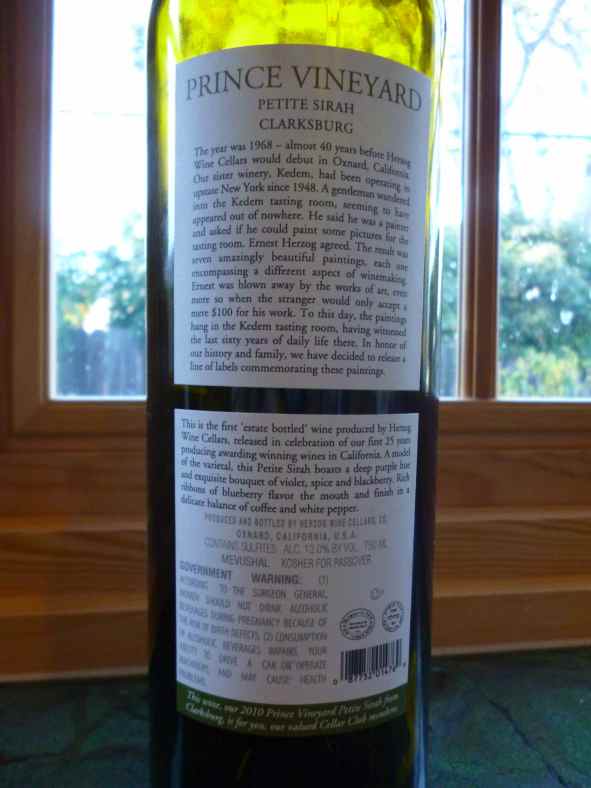 PRINCE VINEYARD
PETITE SIRAH
CLARKSBURG
The year was 1968 – almost 40 years before Herzog
Wine Cellars would debut in Oxnard, California.
Our sister winery, Kedem, had been operating in
upstate New York since 1948. A gentleman wandered
into the Kedem tasting room, seeming to have
appeared out of nowhere. He said he was a painter
and asked if he could paint some pictures for the
tasting room. Ernest Herzog agreed. The result was
seven amazingly beautiful paintings, each one
encompassing a different aspect of winemaking.
Ernest was blown away by the works of art, even
more so when the stranger would only accept a
mere $100 for his work. To this day, the paintings
hang in the Kedem tasting room, having witnessed
the last sixty years of daily life there. In honor of
our history and family, we have decided to release a
line of labels commemorating these paintings.
This is the first 'estate bottled' wine produced by Herzog
Wine Cellars, released in celebration of our first 25 years
producing awarding winning wines in California. A model
of the varietal, this Petite Sirah boasts a deep purple hue
and exquisite bouquet of violet, spice and blackberry. Rich
ribbons of blueberry flavor the mouth and finish in a
delicate balance of coffee and white pepper.
PRODUCED AND BOTTLED BY HERZOG WINE CELLARS, CO.
OXNARD, CALIFORNIA, U.S.A.
CONTAINS SULFITES ALC. 13.0% BY VOL. 750 ML
MEVUSHAL KOSHER FOR PASSOVER
GOVERNMENT WARNING: (1)
ACCORDING TO THE SURGEON GENERAL,
WOMEN SHOULD NOT DRINK ALCOHOLIC
BEVERAGES DURING PREGNANCY BECAUSE OF
THE RISK OF BIRTH DEFECTS. (2) CONSUMPTION
OF ALCOHOLIC BEVERAGES IMPAIRS YOUR
ABILITY TO DRIVE A CAR OR OPERATE
MACHINERY, AND MAY CAUSE HEALTH
PROBLEMS.
This wine, our 2010 Prince Vineyard Petite Sirah from
Clarksburg, is for you, our valued Cellar Club members.